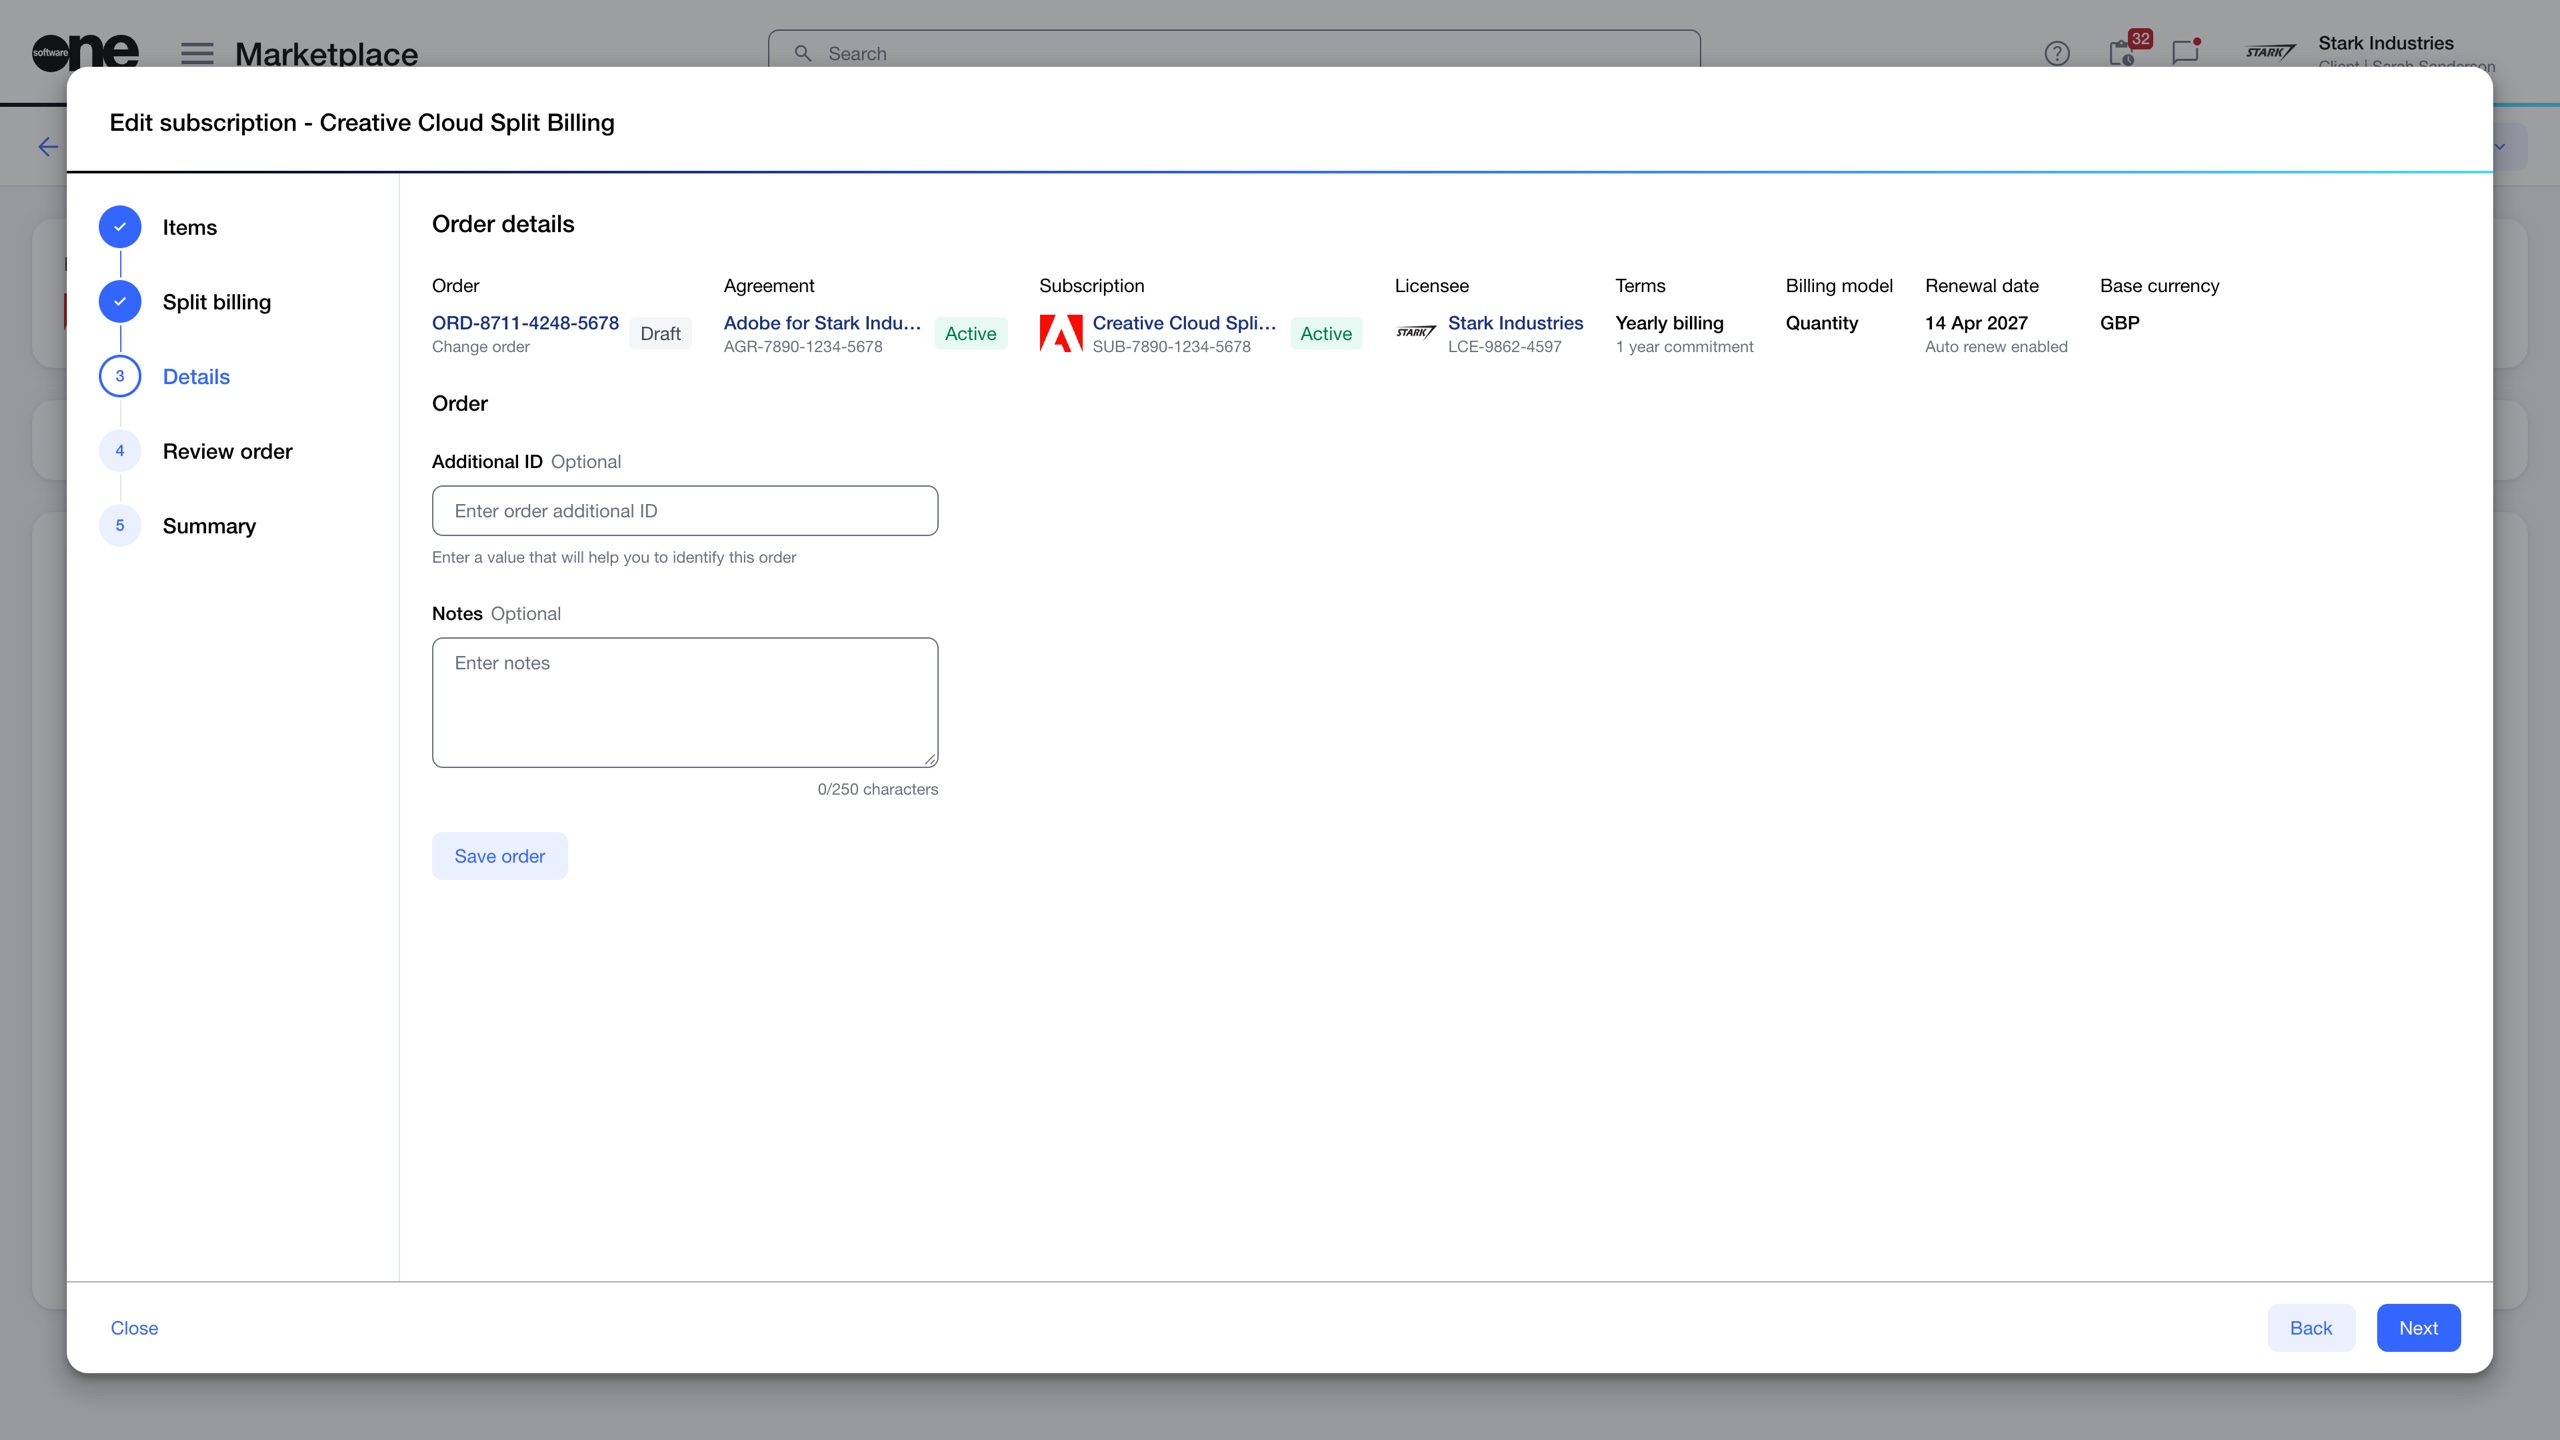 software one
Marketplace
Search
32
STARK
Stark Industries
Client | Sarah Sanderson
Edit subscription - Creative Cloud Split Billing
Items
Split billing
3 Details
4 Review order
5 Summary
Order details
Order
ORD-8711-4248-5678
Change order
Draft
Agreement
Adobe for Stark Indu...
AGR-7890-1234-5678
Active
Subscription
Creative Cloud Spli...
SUB-7890-1234-5678
Active
Licensee
STARK
Stark Industries
LCE-9862-4597
Terms
Yearly billing
1 year commitment
Billing model
Quantity
Renewal date
14 Apr 2027
Auto renew enabled
Base currency
GBP
Order
Additional ID Optional
Enter order additional ID
Enter a value that will help you to identify this order
Notes Optional
Enter notes
0/250 characters
Save order
Close
Back
Next